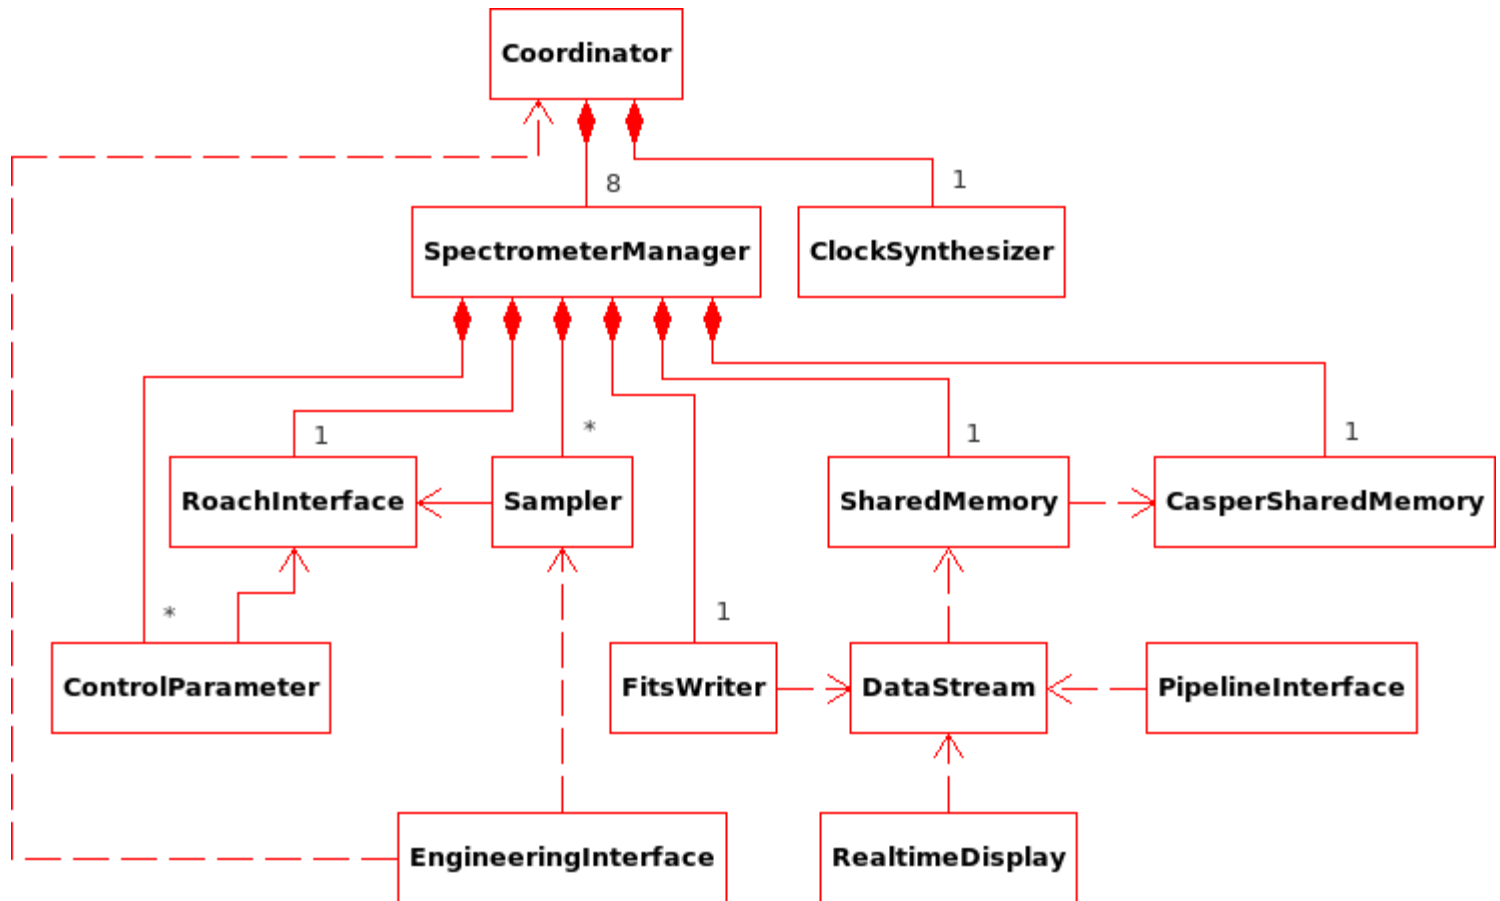 Coordinator
8
1
SpectrometerManager
ClockSynthesizer
1
*
1
1
RoachInterface
Sampler
SharedMemory
CasperSharedMemory
*
1
ControlParameter
FitsWriter
DataStream
PipelineInterface
EngineeringInterface
RealtimeDisplay